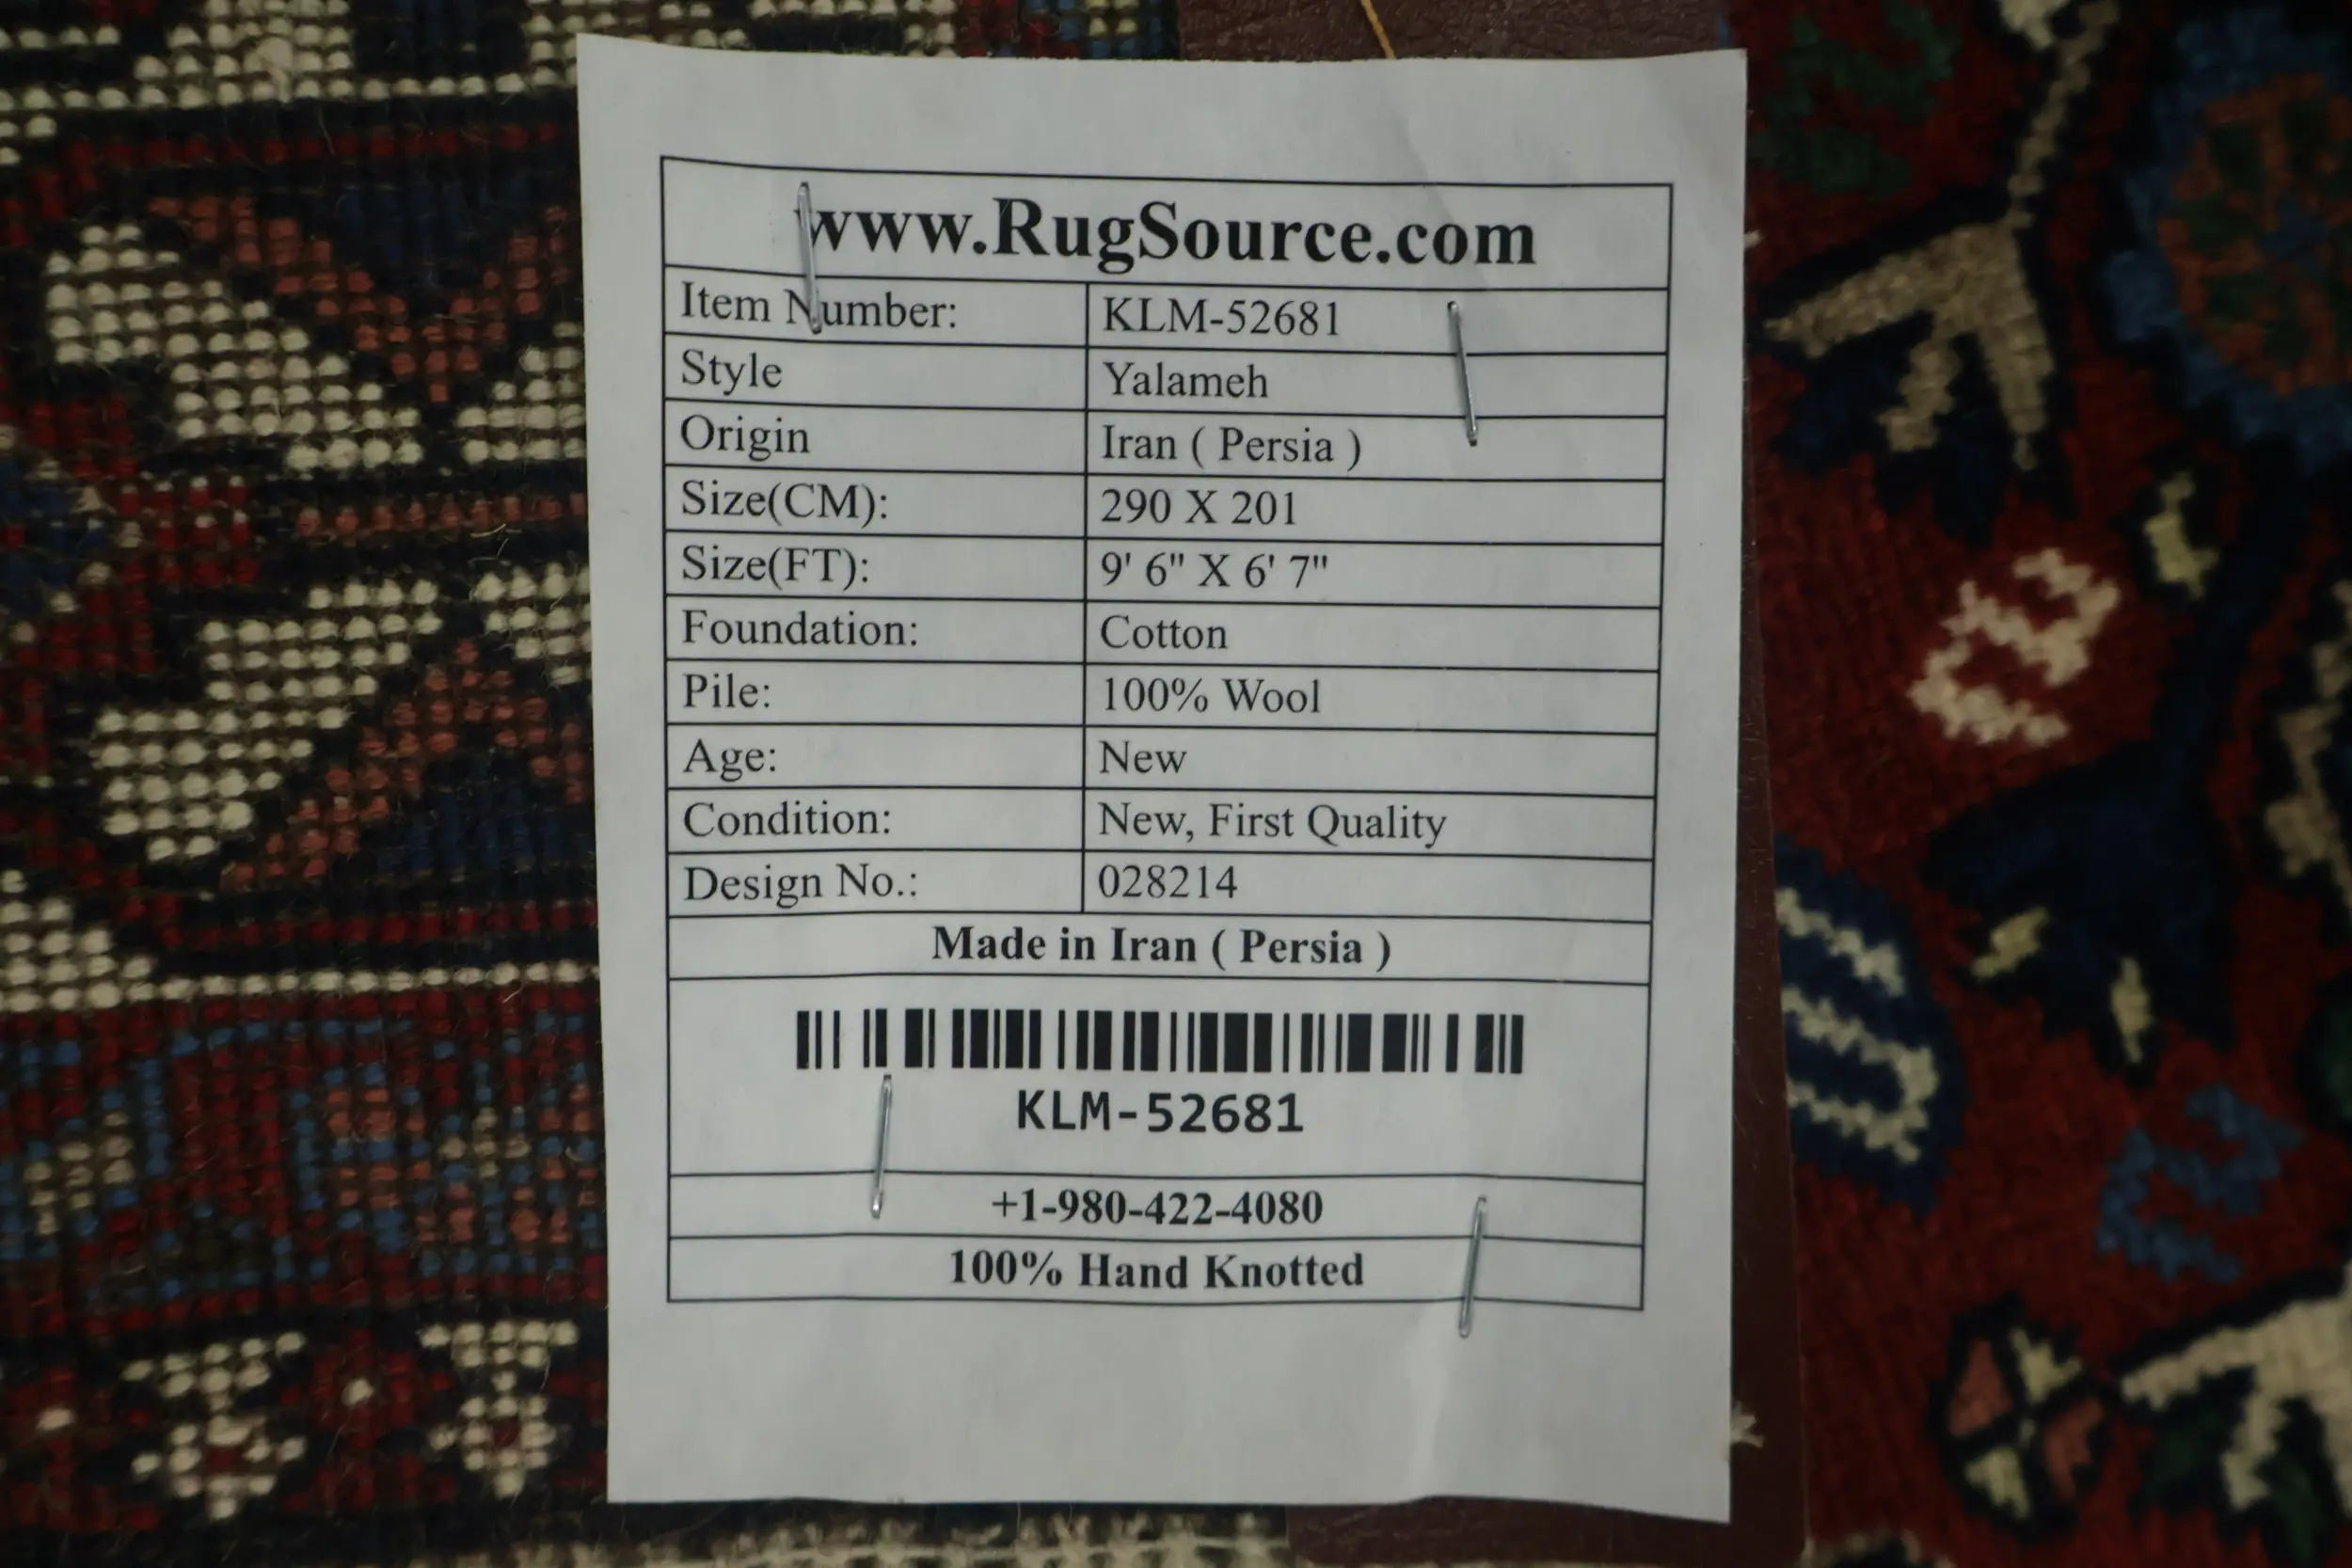 www.RugSource.com
Item Number: KLM-52681
Style Yalameh
Origin Iran ( Persia )
Size(CM): 290 X 201
Size(FT): 9' 6" X 6' 7"
Foundation: Cotton
Pile: 100% Wool
Age: New
Condition: New, First Quality
Design No.: 028214
Made in Iran ( Persia )
KLM-52681
+1-980-422-4080
100% Hand Knotted